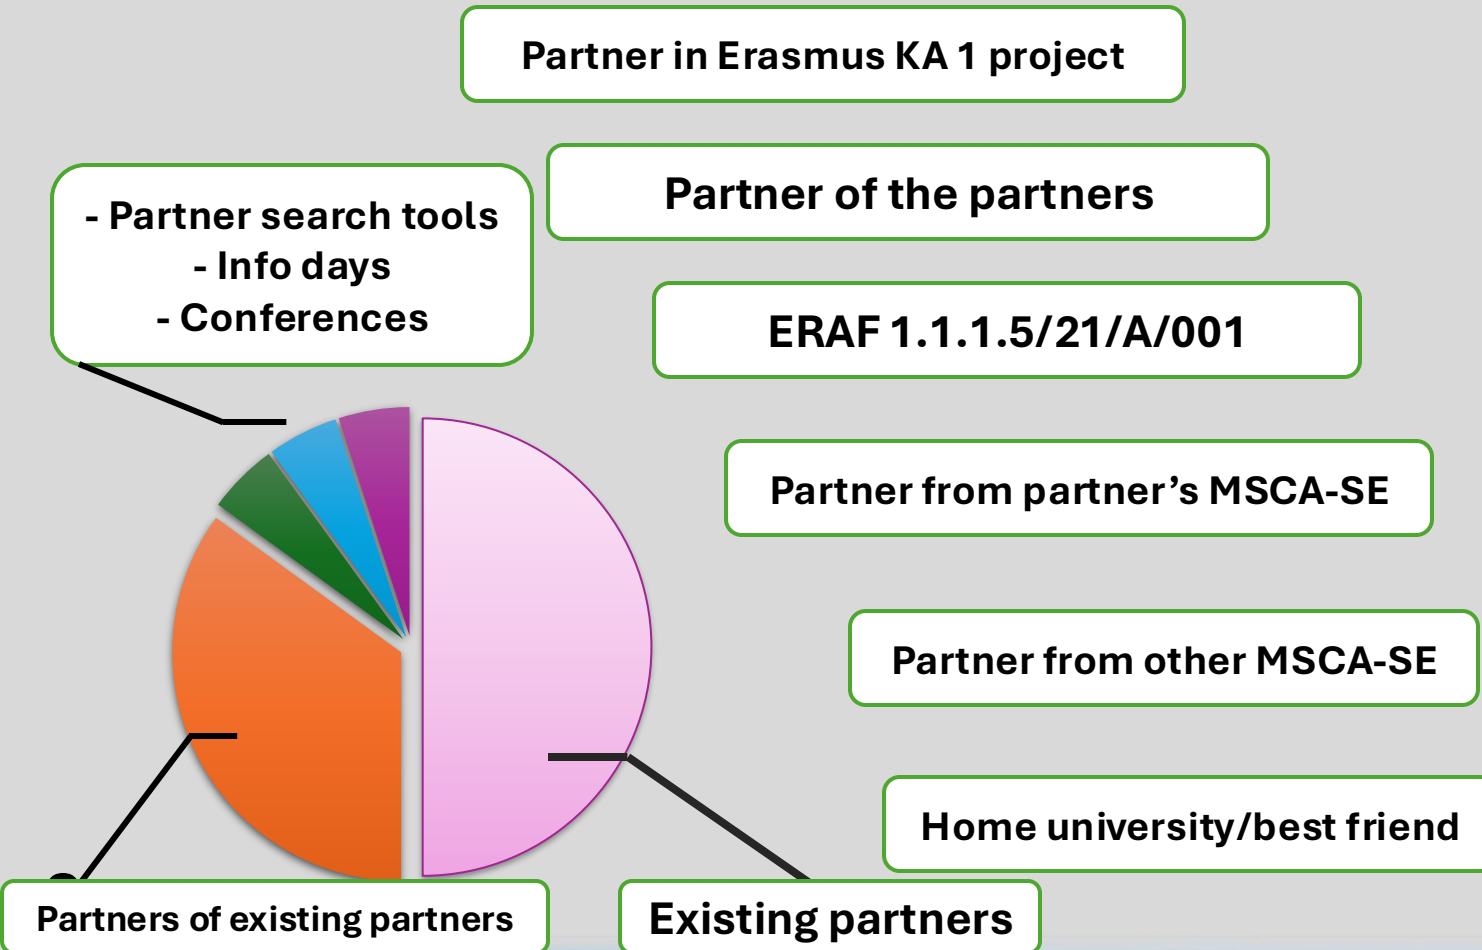 Partner in Erasmus KA 1 project
Partner of the partners
- Partner search tools
- Info days
- Conferences
ERAF 1.1.1.5/21/A/001
Partner from partner’s MSCA-SE
Partner from other MSCA-SE
Home university/best friend
Partners of existing partners
Existing partners